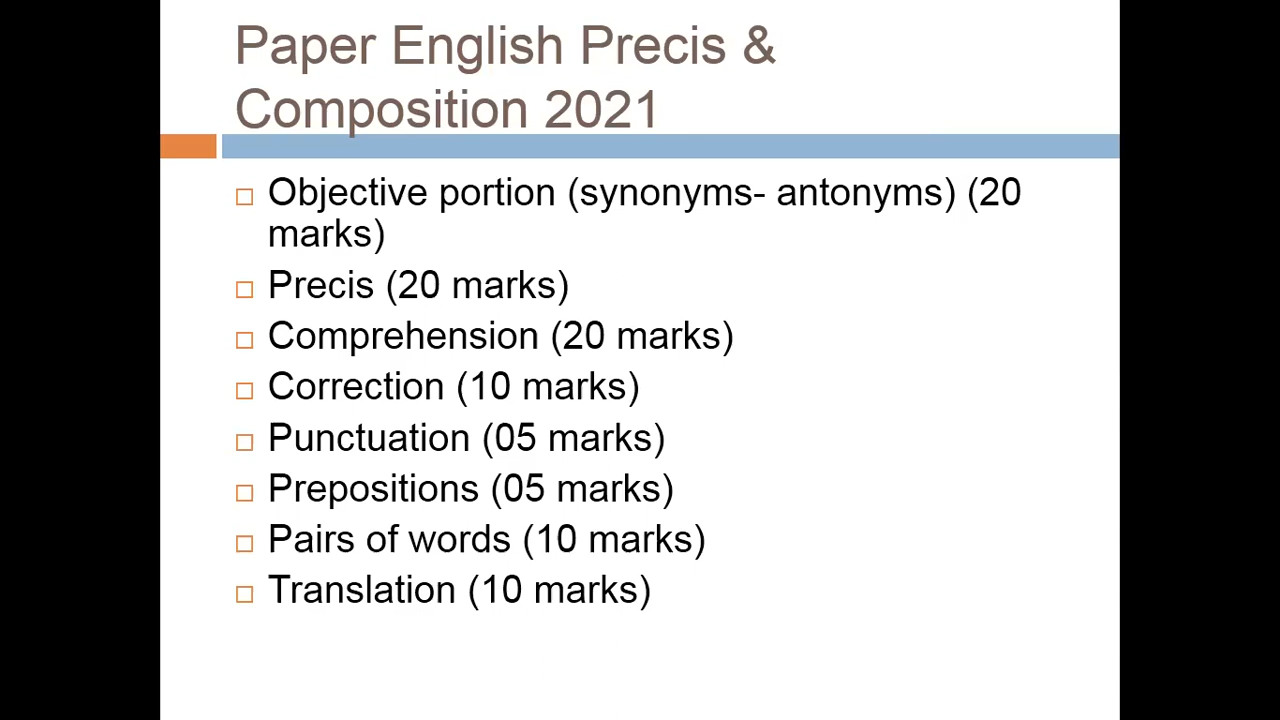 Paper English Precis &
Composition 2021
Objective portion (synonyms- antonyms) (20
marks)
Precis (20 marks)
Comprehension (20 marks)
Correction (10 marks)
Punctuation (05 marks)
Prepositions (05 marks)
Pairs of words (10 marks)
Translation (10 marks)